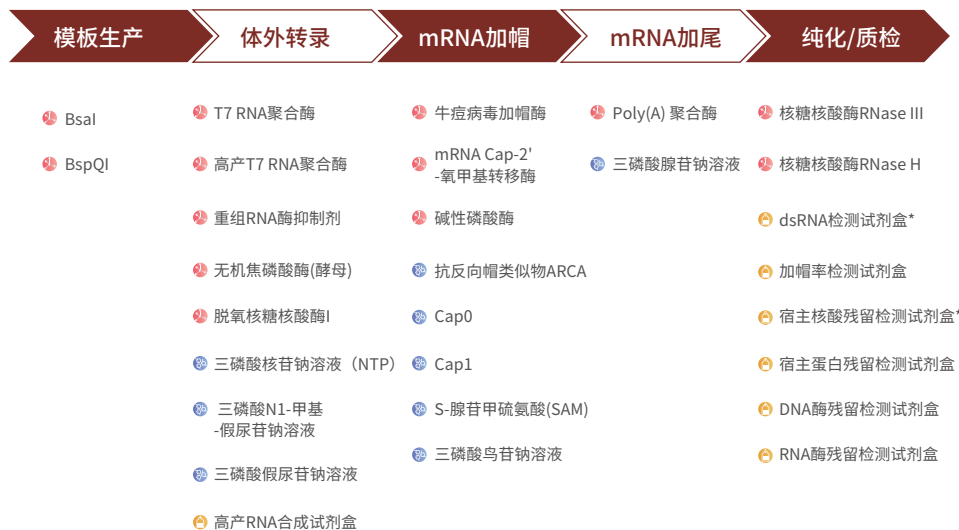 模板生产
体外转录
mRNA加帽
mRNA加尾
纯化/质检
BsaI
BspQI
T7 RNA聚合酶
高产T7 RNA聚合酶
重组RNA酶抑制剂
无机焦磷酸酶(酵母)
脱氧核糖核酸酶I
三磷酸核苷钠溶液（NTP）
三磷酸N1-甲基
-假尿苷钠溶液
三磷酸假尿苷钠溶液
高产RNA合成试剂盒
牛痘病毒加帽酶
mRNA Cap-2'
-氧甲基转移酶
碱性磷酸酶
抗反向帽类似物ARCA
Cap0
Cap1
S-腺苷甲硫氨酸(SAM)
三磷酸鸟苷钠溶液
Poly(A) 聚合酶
三磷酸腺苷钠溶液
核糖核酸酶RNase III
核糖核酸酶RNase H
dsRNA检测试剂盒*
加帽率检测试剂盒
宿主核酸残留检测试剂盒*
宿主蛋白残留检测试剂盒
DNA酶残留检测试剂盒
RNA酶残留检测试剂盒